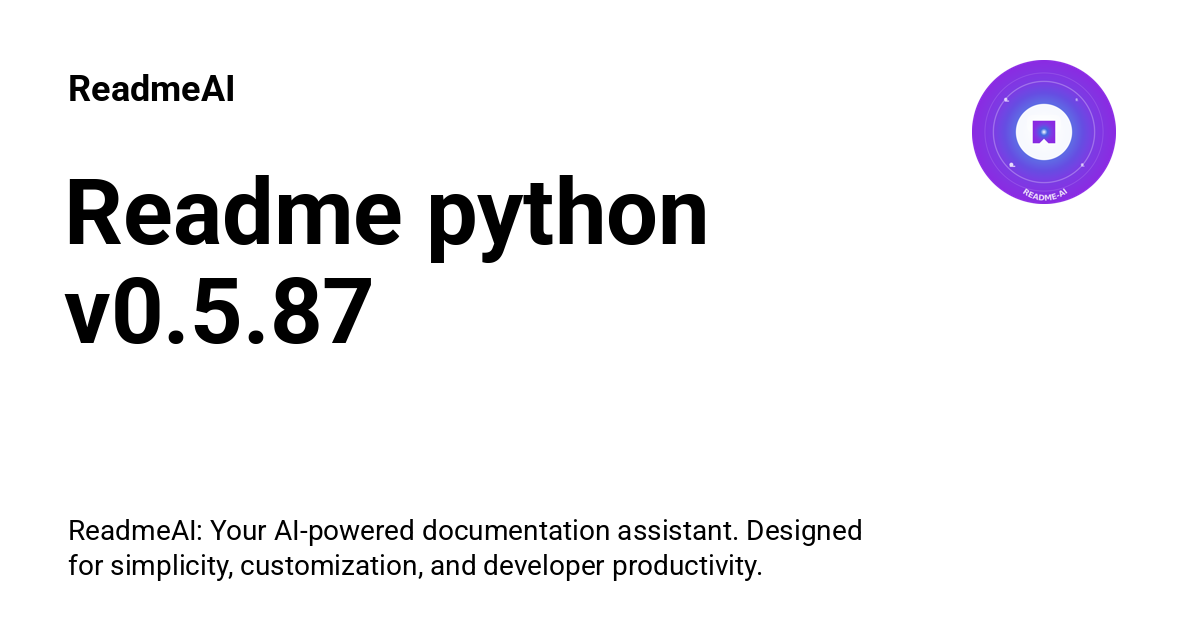 ReadmeAI
Readme python
v0.5.87
README-AI
ReadmeAI: Your AI-powered documentation assistant. Designed
for simplicity, customization, and developer productivity.